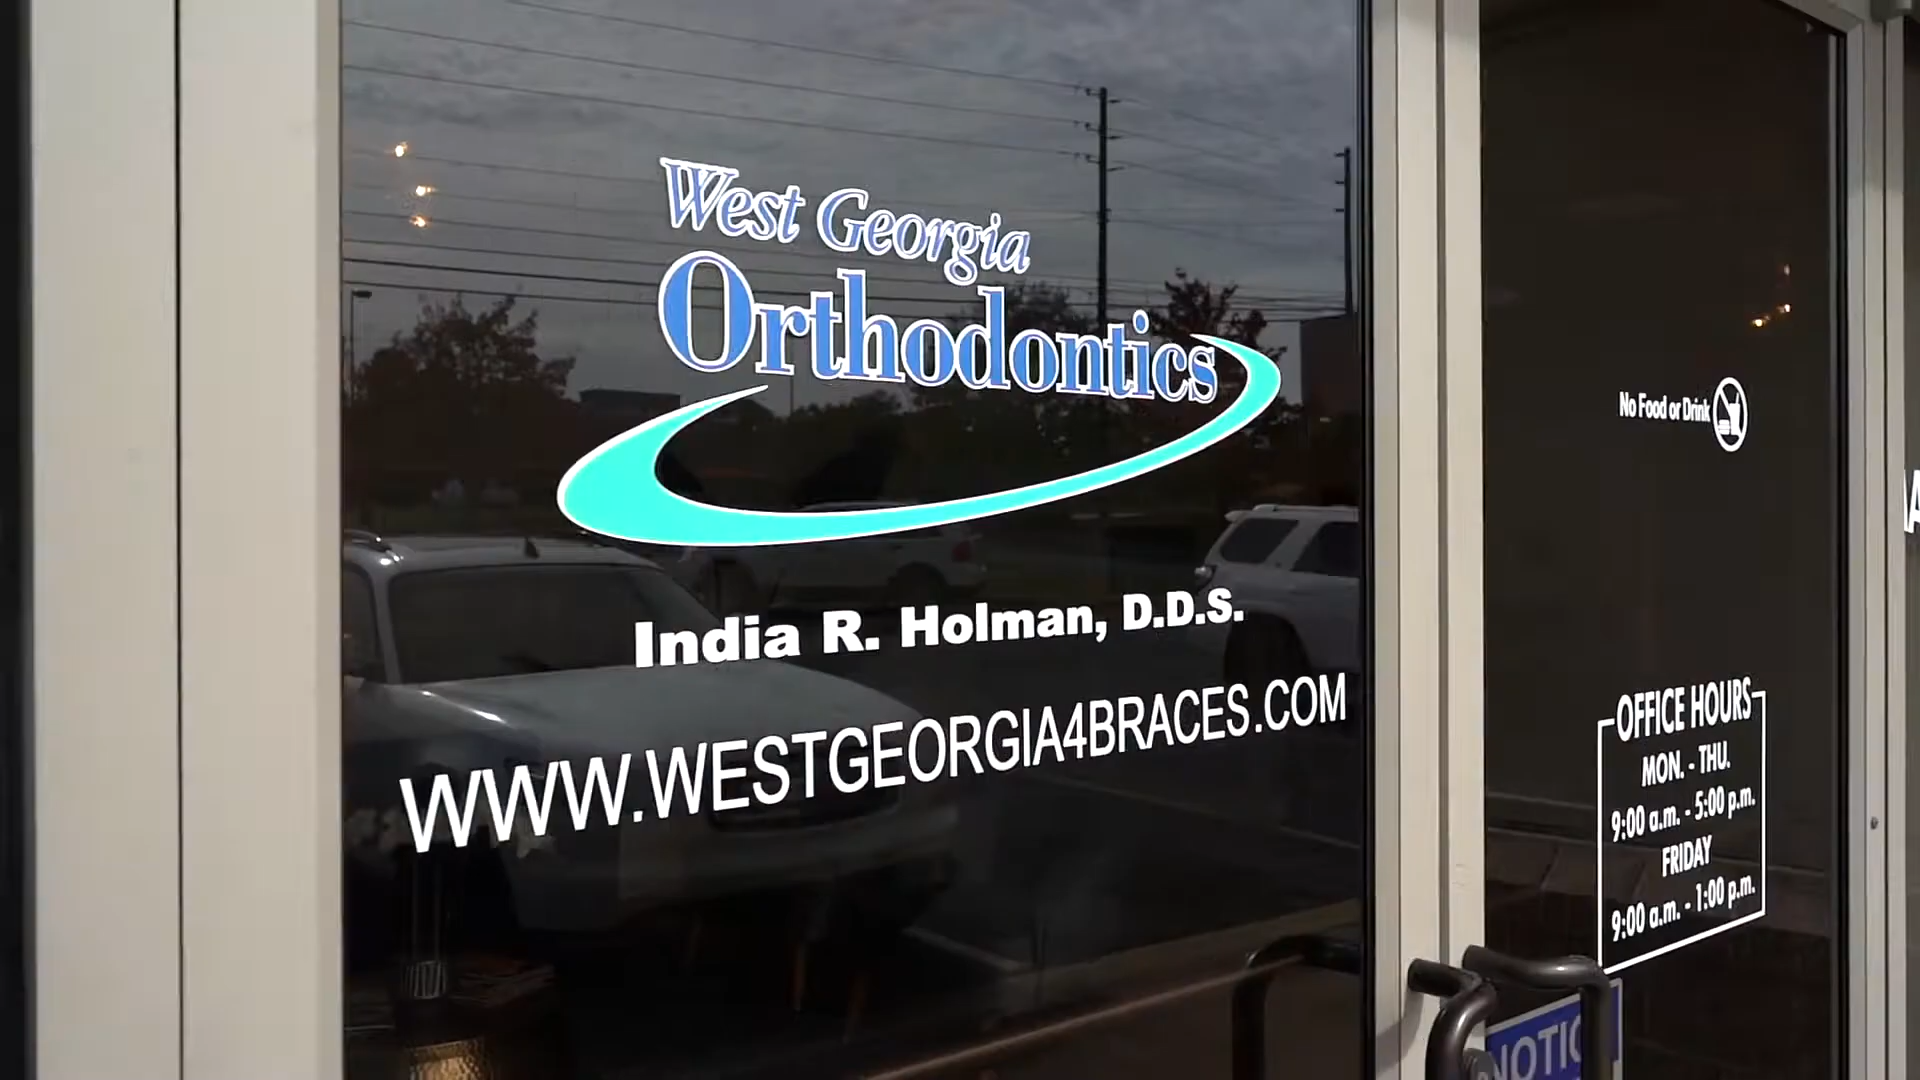 West Georgia
Orthodontics
India R. Holman, D.D.S.
WWW.WESTGEORGIA4BRACES.COM
No Food or Drink
OFFICE HOURS
MON. - THU.
9:00 a.m. - 5:00 p.m.
FRIDAY
9:00 a.m. - 1:00 p.m.